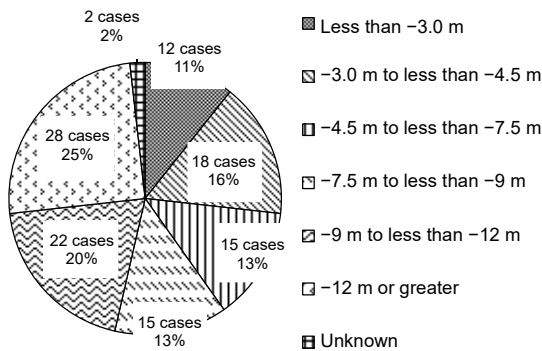 2 cases
2%
12 cases
11%
18 cases
16%
15 cases
13%
15 cases
13%
22 cases
20%
28 cases
25%
Less than −3.0 m
−3.0 m to less than −4.5 m
−4.5 m to less than −7.5 m
−7.5 m to less than −9 m
−9 m to less than −12 m
−12 m or greater
Unknown